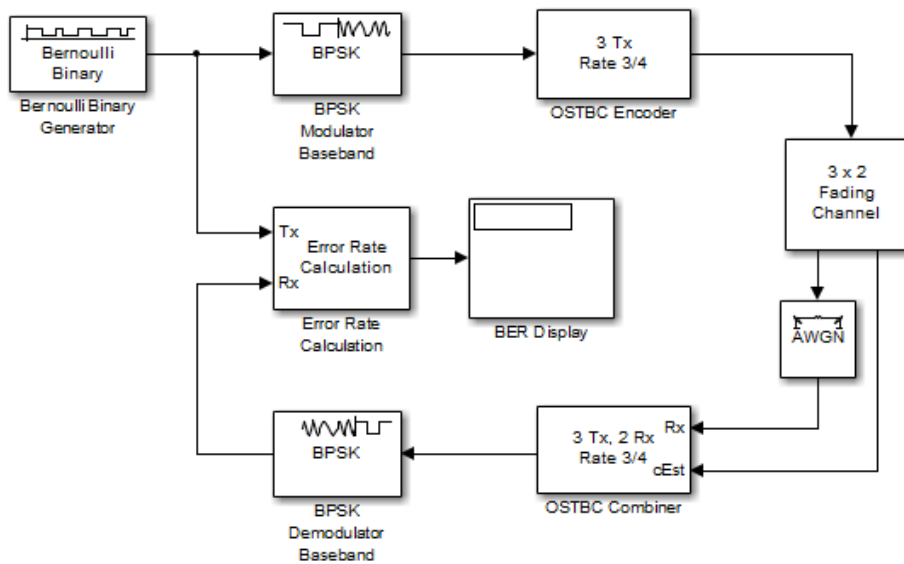 Bernoulli
Binary
Bernoulli Binary
Generator
BPSK
BPSK
Modulator
Baseband
3 Tx
Rate 3/4
OSTBC Encoder
3 x 2
Fading
Channel
Tx
Rx
Error Rate
Calculation
Error Rate
Calculation
BER Display
AWGN
BPSK
BPSK
Demodulator
Baseband
3 Tx, 2 Rx
Rate 3/4
Rx
cEst
OSTBC Combiner